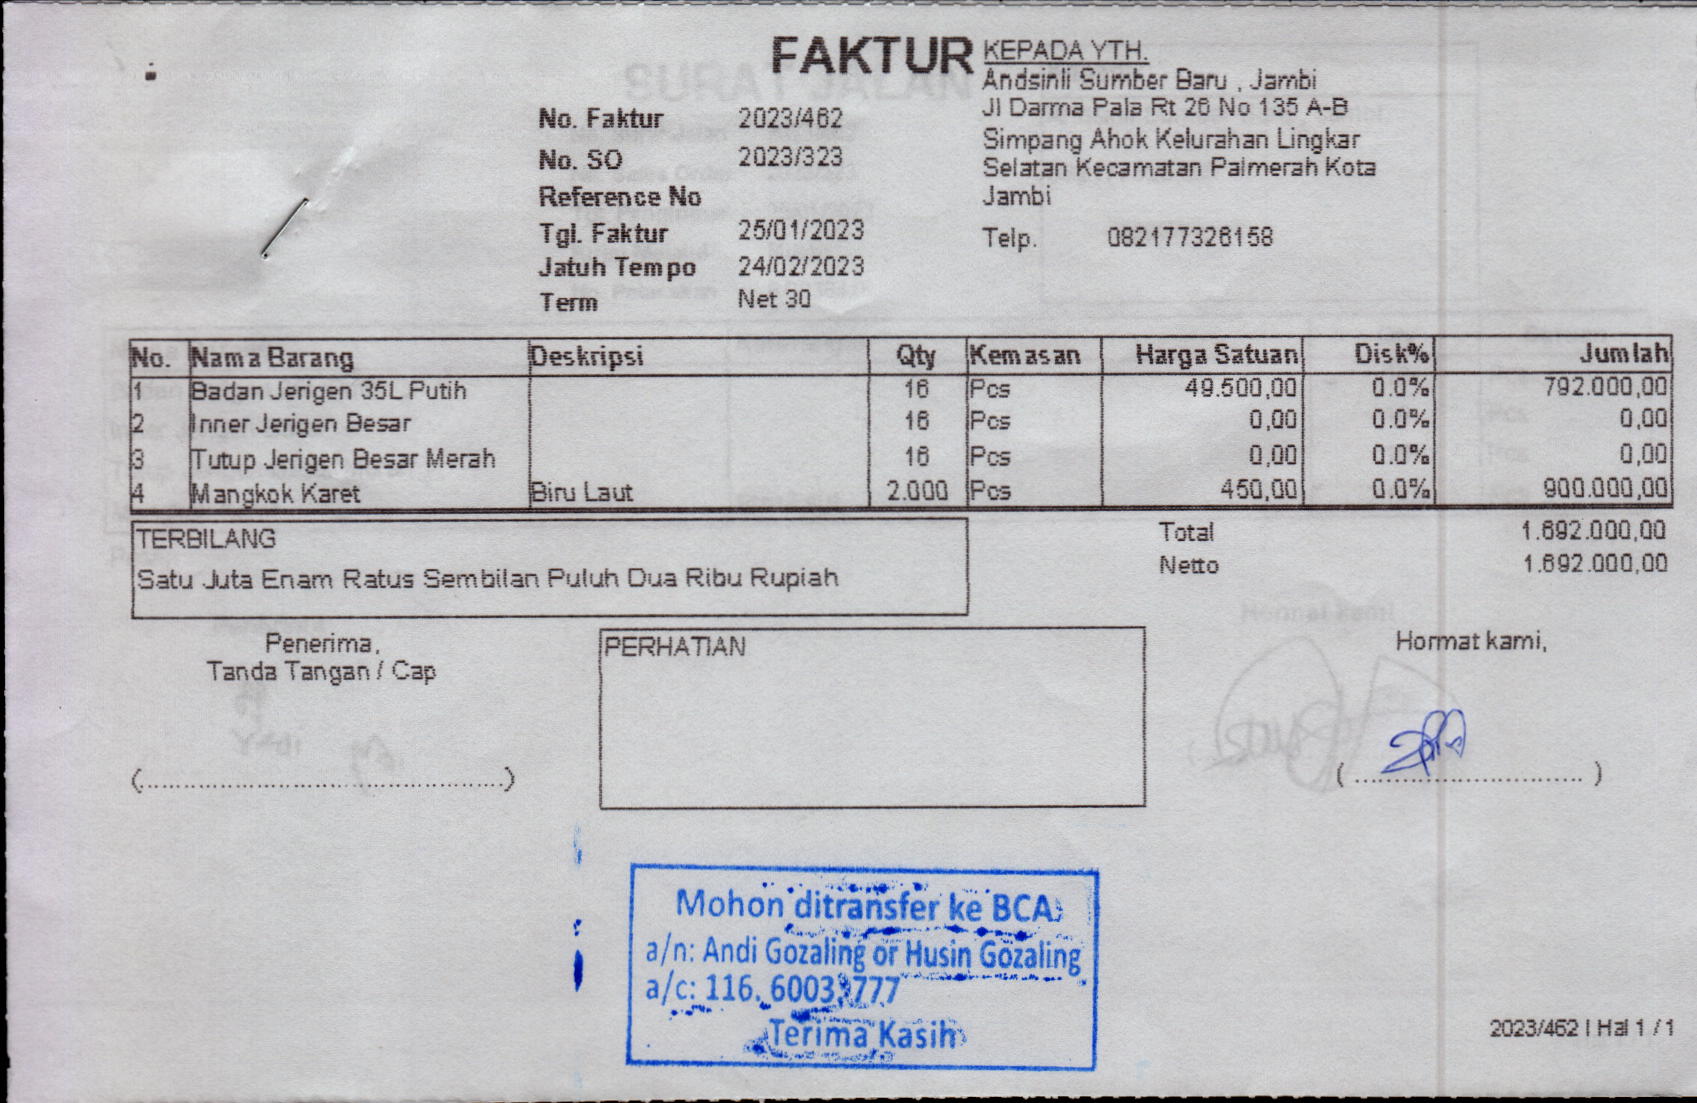 FAKTUR
No. Faktur 2023/462
No. SO 2023/323
Reference No
Tgl. Faktur 25/01/2023
Jatuh Tempo 24/02/2023
Term Net 30
KEPADA YTH.
Andsinli Sumber Baru , Jambi
Jl Darma Pala Rt 26 No 135 A-B
Simpang Ahok Kelurahan Lingkar
Selatan Kecamatan Palmerah Kota
Jambi
Telp. 082177326158
No. Nama Barang Deskripsi Qty Kemasan Harga Satuan Disk% Jumlah
1 Badan Jerigen 35L Putih 16 Pcs 49.500,00 0.0% 792.000,00
2 Inner Jerigen Besar 16 Pcs 0,00 0.0% 0,00
3 Tutup Jerigen Besar Merah 16 Pcs 0,00 0.0% 0,00
4 Mangkok Karet Biru Laut 2.000 Pcs 450,00 0.0% 900.000,00
TERBILANG
Satu Juta Enam Ratus Sembilan Puluh Dua Ribu Rupiah
Total 1.692.000,00
Netto 1.692.000,00
Penerima,
Tanda Tangan / Cap
PERHATIAN
Hormat kami,
Mohon ditransfer ke BCA
a/n: Andi Gozaling or Husin Gozaling
a/c: 116.
Terima Kasih
2023/462 | Hal 1 / 1